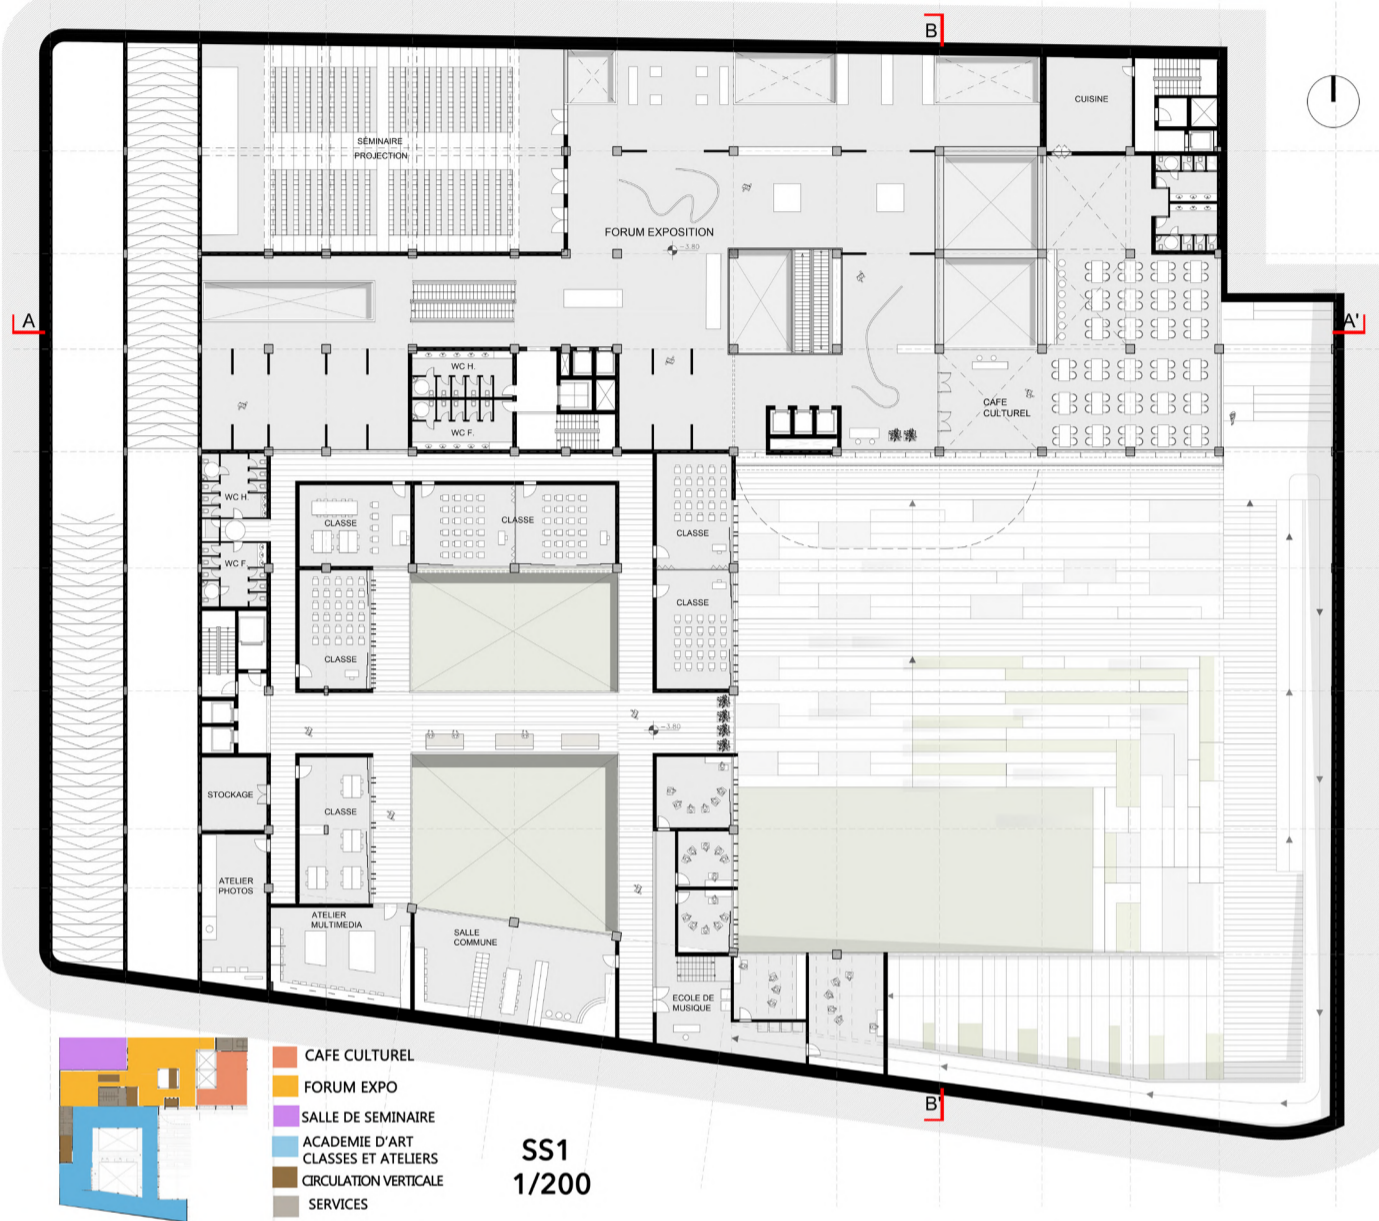 B
CUISINE
SÉMINAIRE
PROJECTION
FORUM EXPOSITION
-3.80
A
A'
WC H.
CAFE
CULTUREL
WC F.
WC H.
CLASSE
CLASSE
CLASSE
WC F.
CLASSE
CLASSE
-3.80
STOCKAGE
CLASSE
ATELIER
PHOTOS
ATELIER
MULTIMEDIA
SALLE
COMMUNE
ECOLE DE
MUSIQUE
B'
CAFE CULTUREL
FORUM EXPO
SALLE DE SEMINAIRE
ACADEMIE D'ART
CLASSES ET ATELIERS
CIRCULATION VERTICALE
SERVICES
SS1
1/200